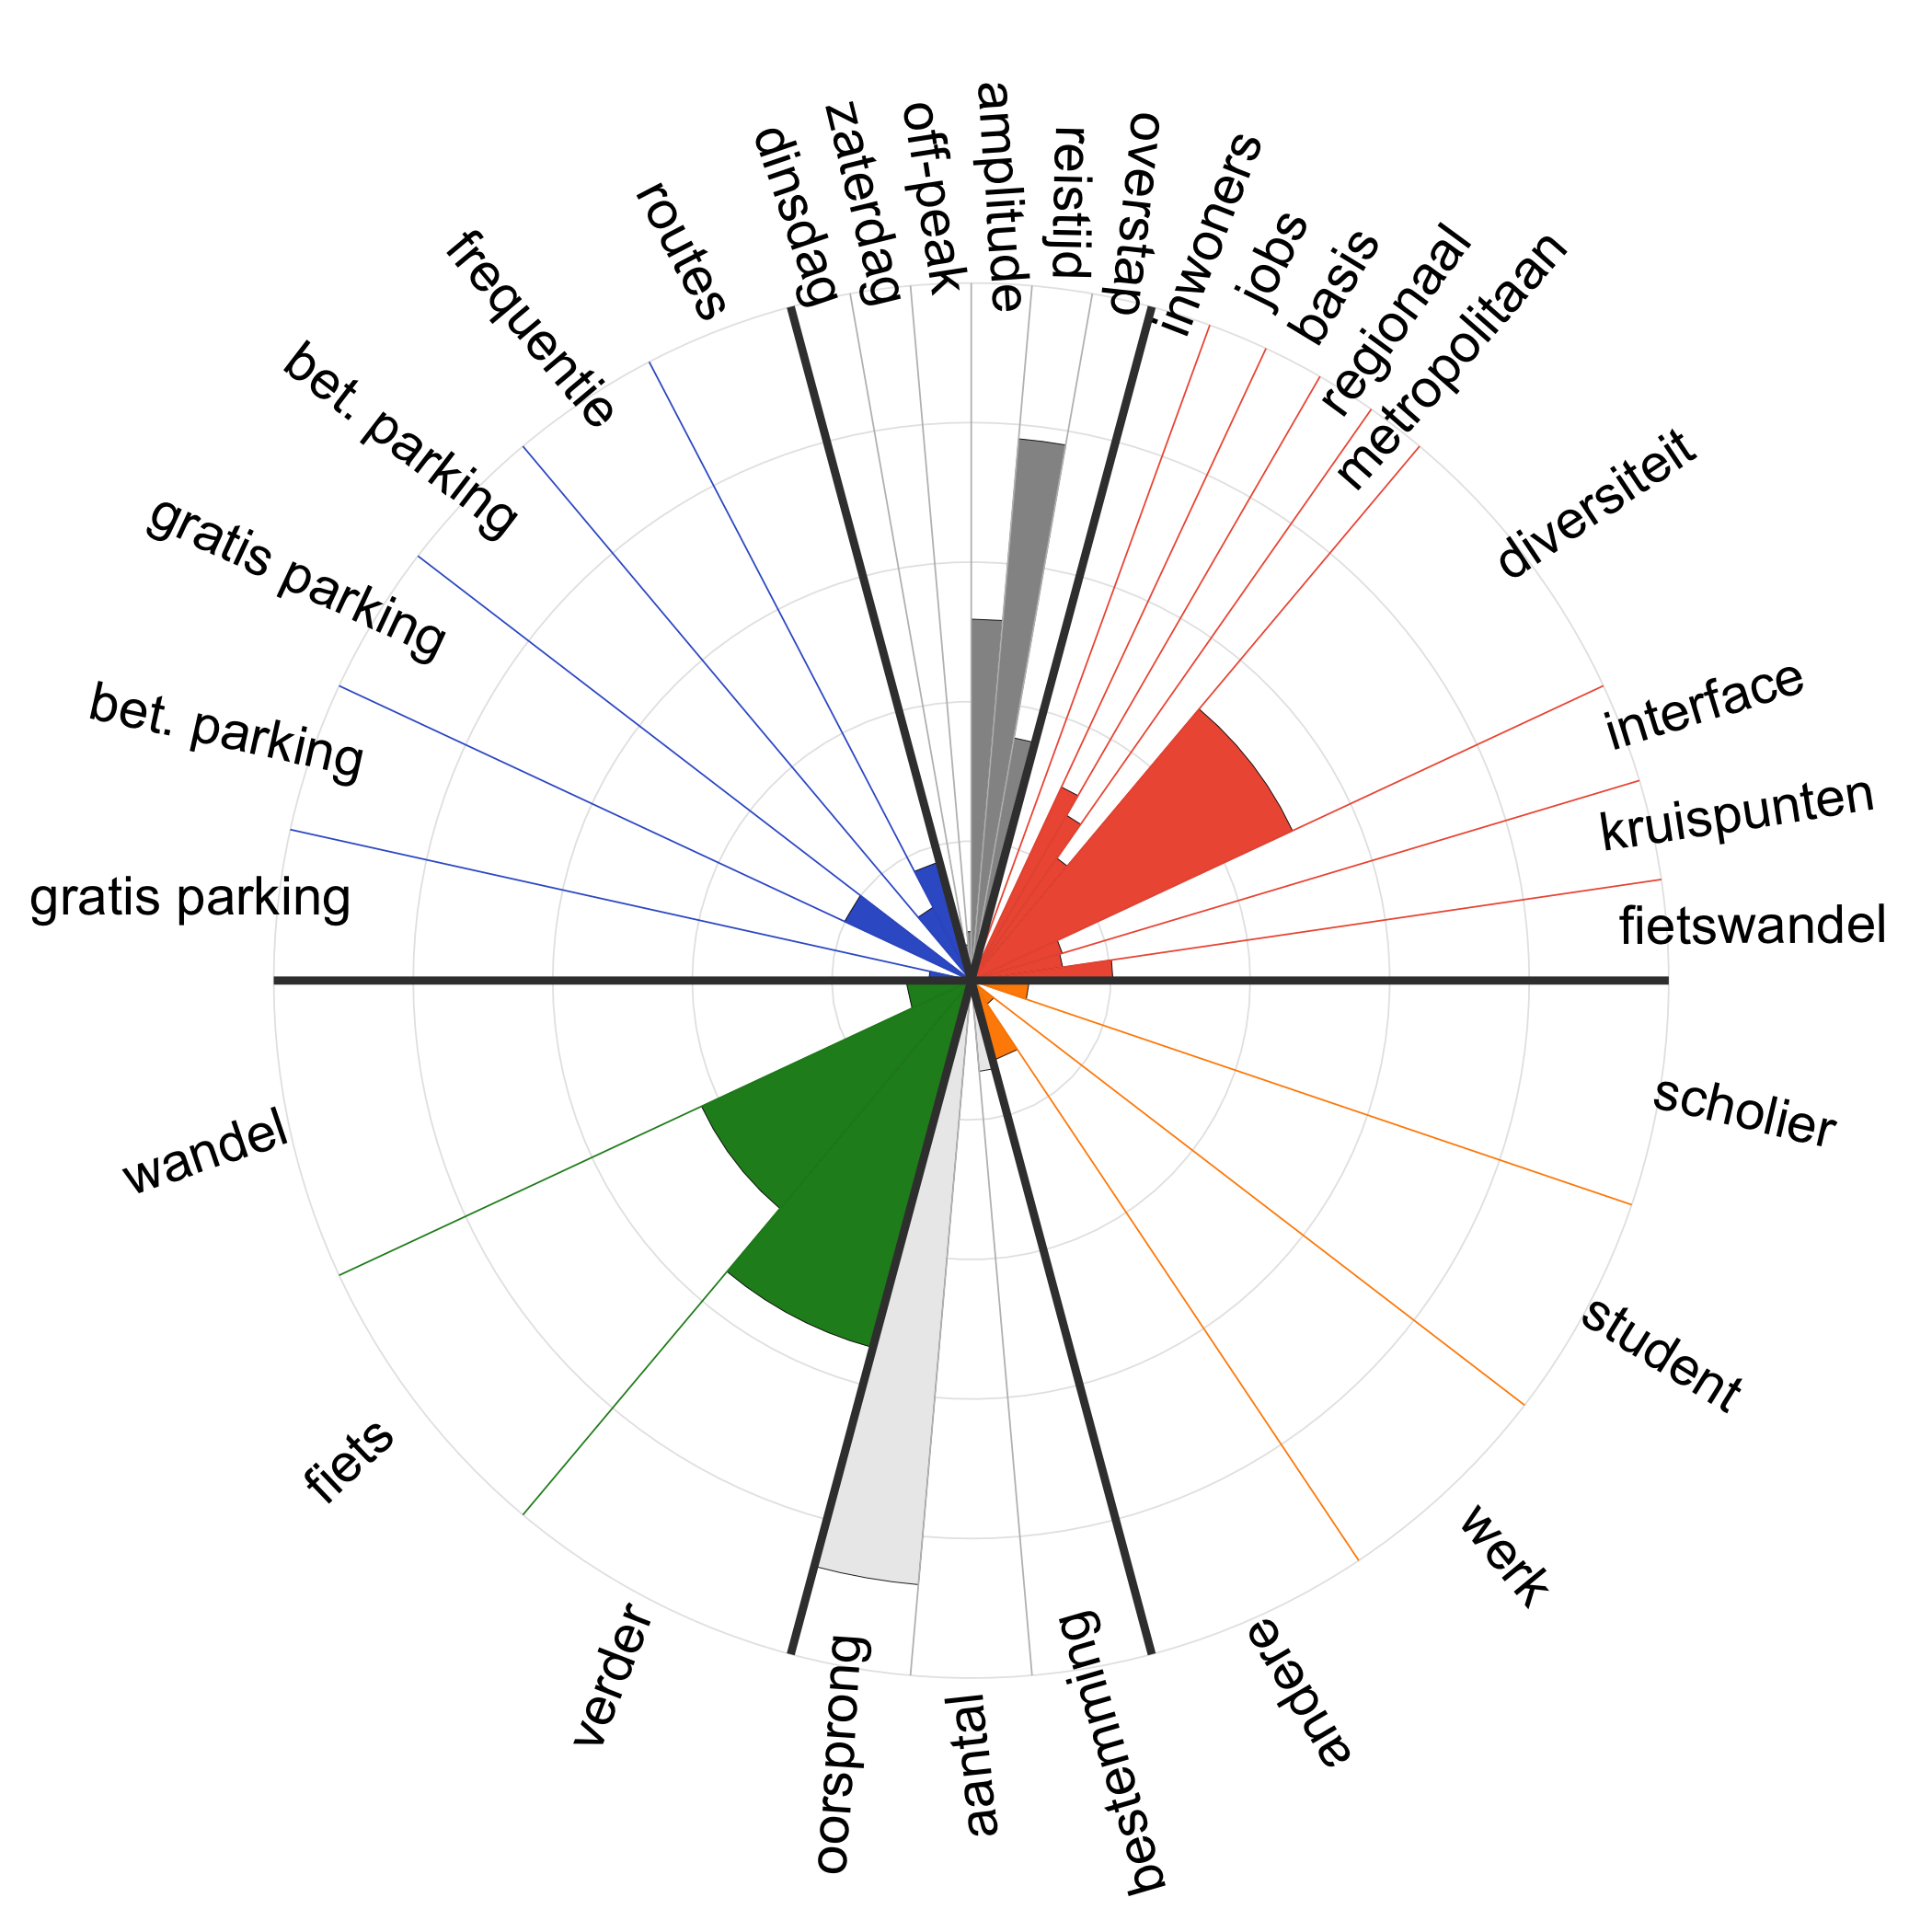 dinsdag
zaterdag
off-peak
amplitude
reistijd
overstap
inwoners
jobs
basis
regionaal
metropolitaan
diversiteit
interface
kruispunten
fietswandel
scholier
student
werk
andere
bestemming
aantal
oorsprong
verder
fiets
wandel
gratis parking
bet. parking
gratis parking
bet. parking
frequentie
routes